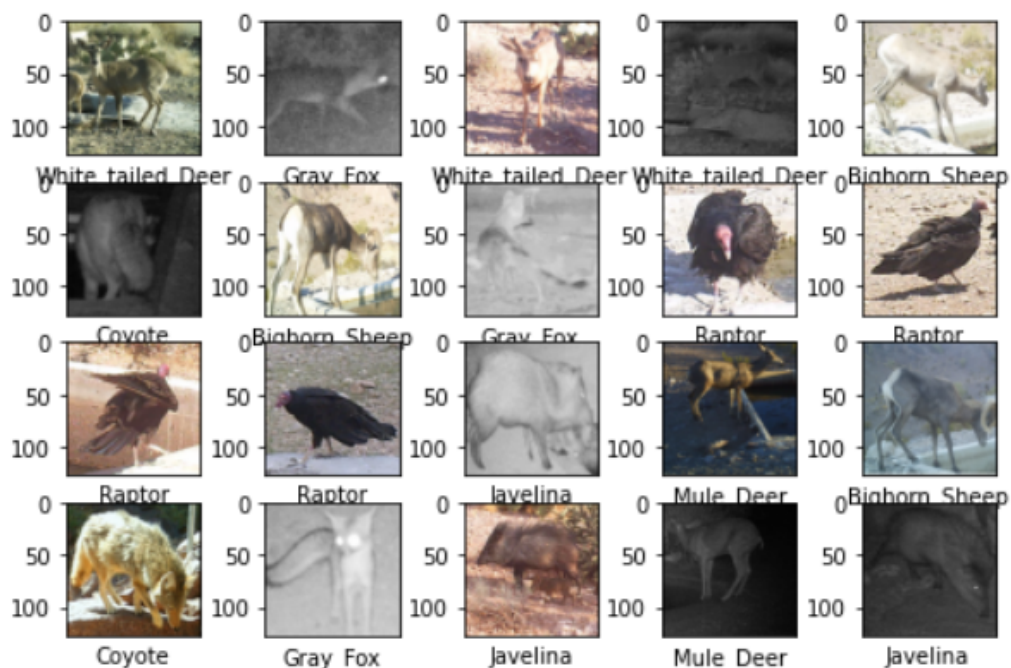 0 0 0 0 0
50 50 50 50 50
100 100 100 100 100
White_tailed_Deer Gray_Fox White_tailed_Deer White_tailed_Deer Bighorn_Sheep
0 0 0 0 0
50 50 50 50 50
100 100 100 100 100
Coyote Bighorn_Sheep Gray_Fox Raptor Raptor
0 0 0 0 0
50 50 50 50 50
100 100 100 100 100
Raptor Raptor Javelina Mule_Deer Bighorn_Sheep
0 0 0 0 0
50 50 50 50 50
100 100 100 100 100
Coyote Gray_Fox Javelina Mule_Deer Javelina